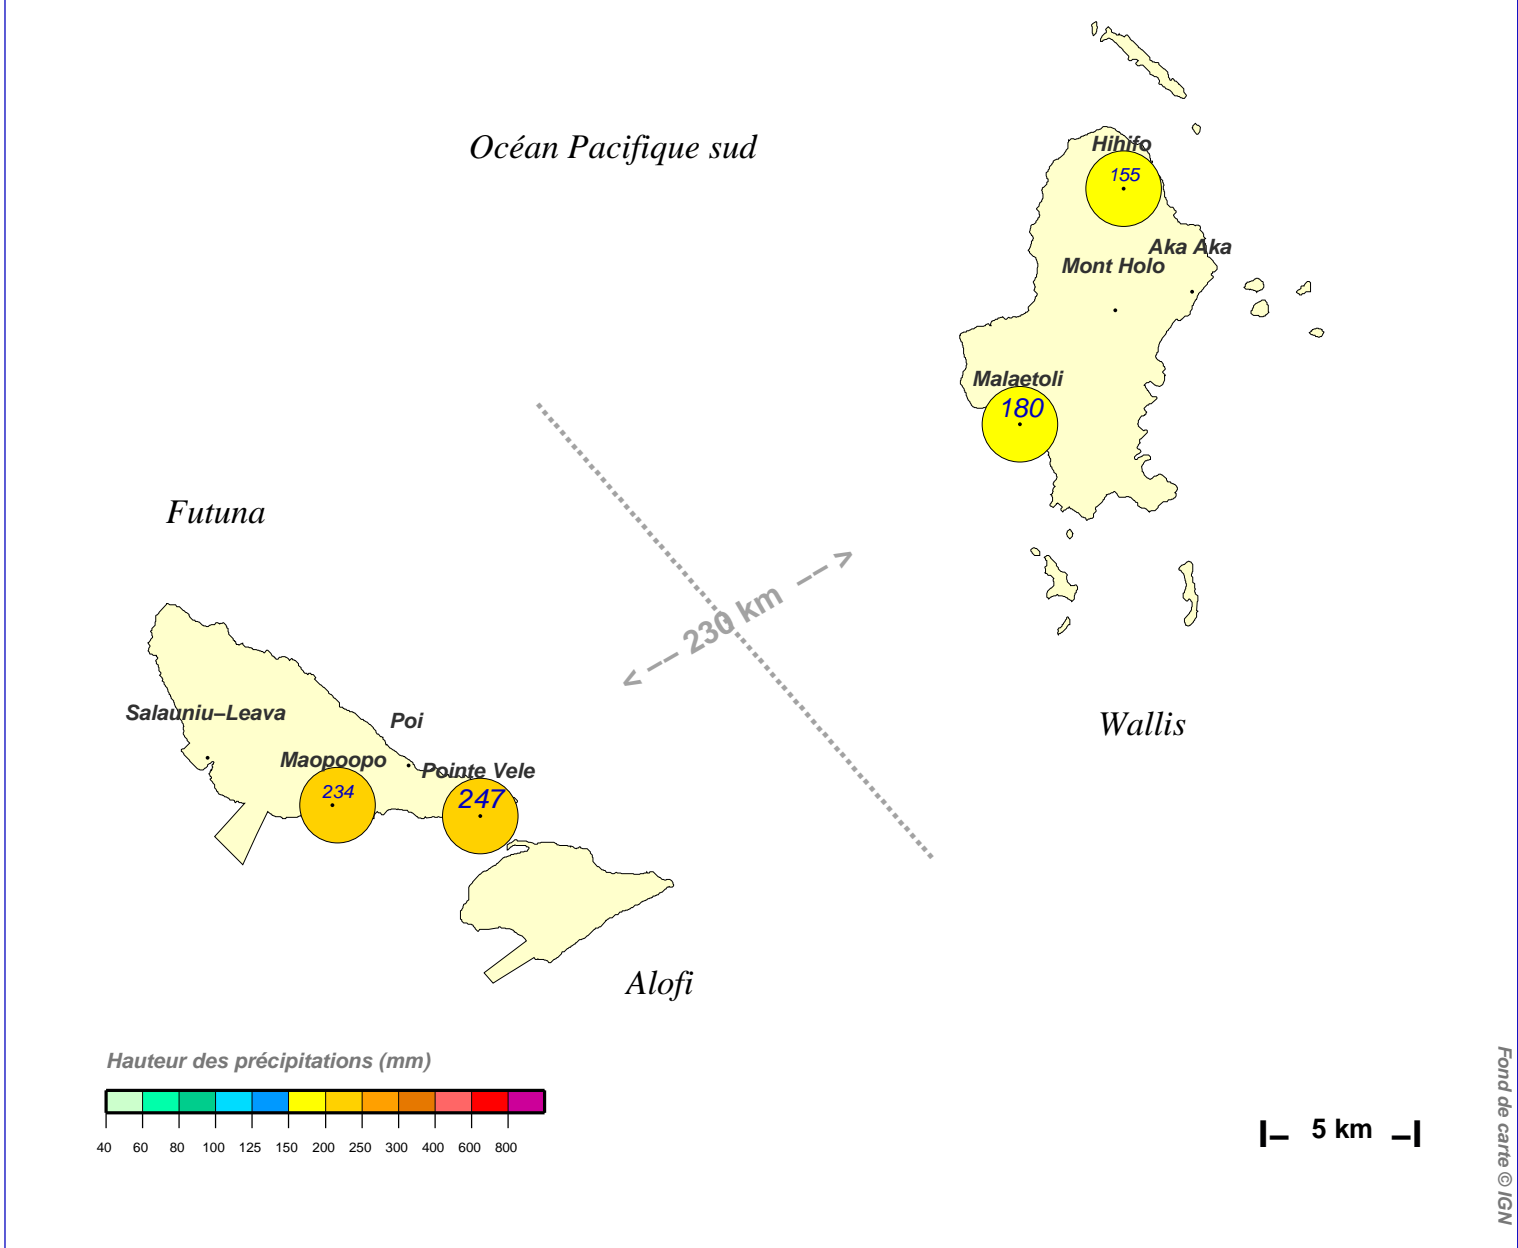 Océan Pacifique sud
Hihifo
155
Aka Aka
Mont Holo
Malaetoli
180
Futuna
230 km
Salauniu–Leava
Poi
Wallis
Maopoopo
Pointe Vele
234
247
Alofi
Hauteur des précipitations (mm)
40 60 80 100 125 150 200 250 300 400 600 800
5 km
Fond de carte © IGN